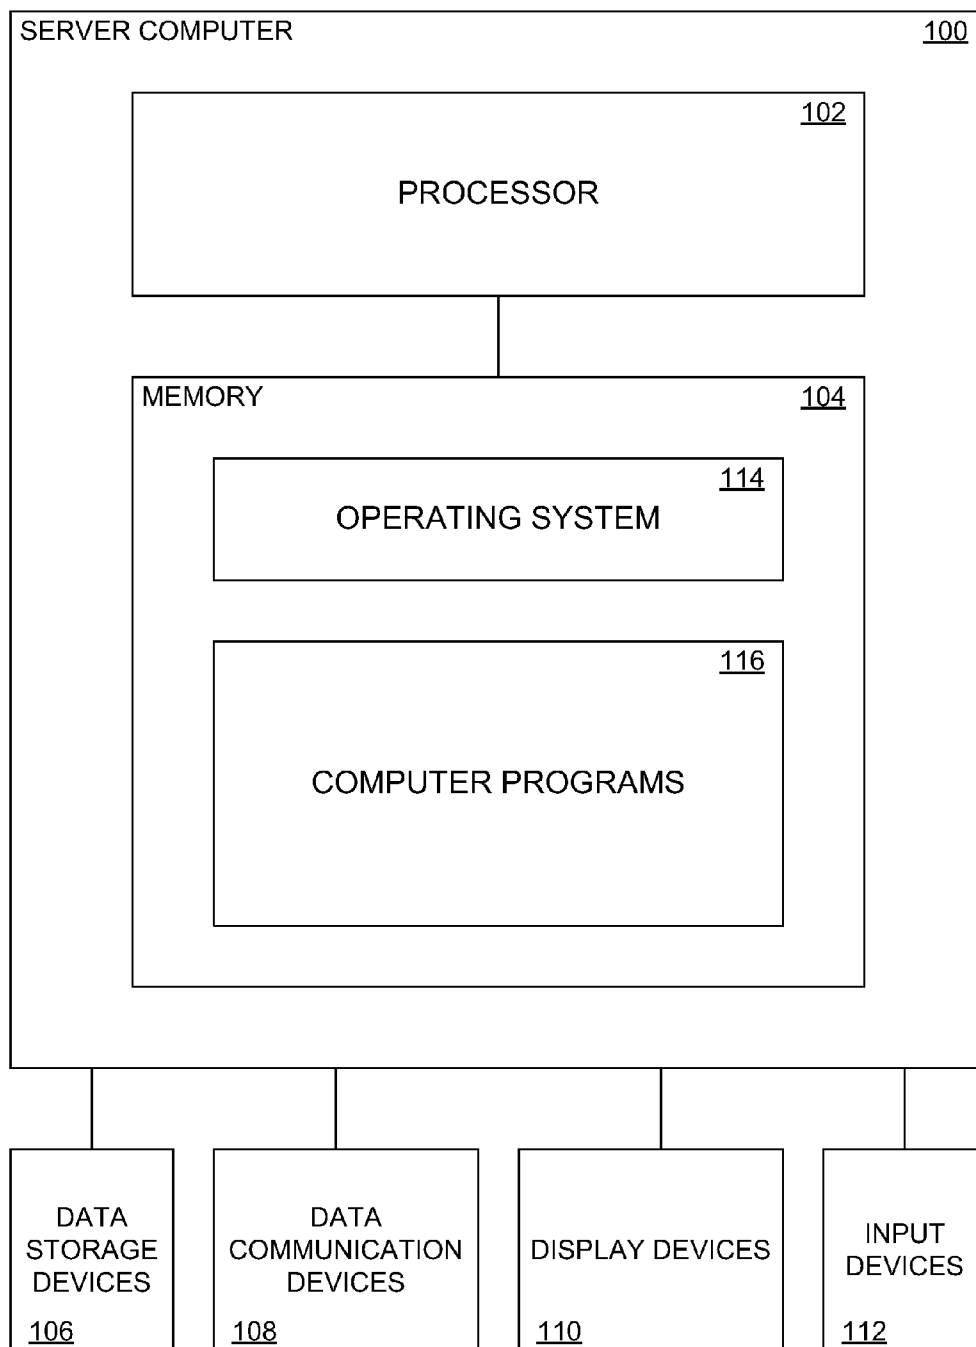 SERVER COMPUTER 100
102
PROCESSOR
MEMORY 104
114
OPERATING SYSTEM
116
COMPUTER PROGRAMS
DATA
STORAGE
DEVICES
106
DATA
COMMUNICATION
DEVICES
108
DISPLAY DEVICES
110
INPUT
DEVICES
112